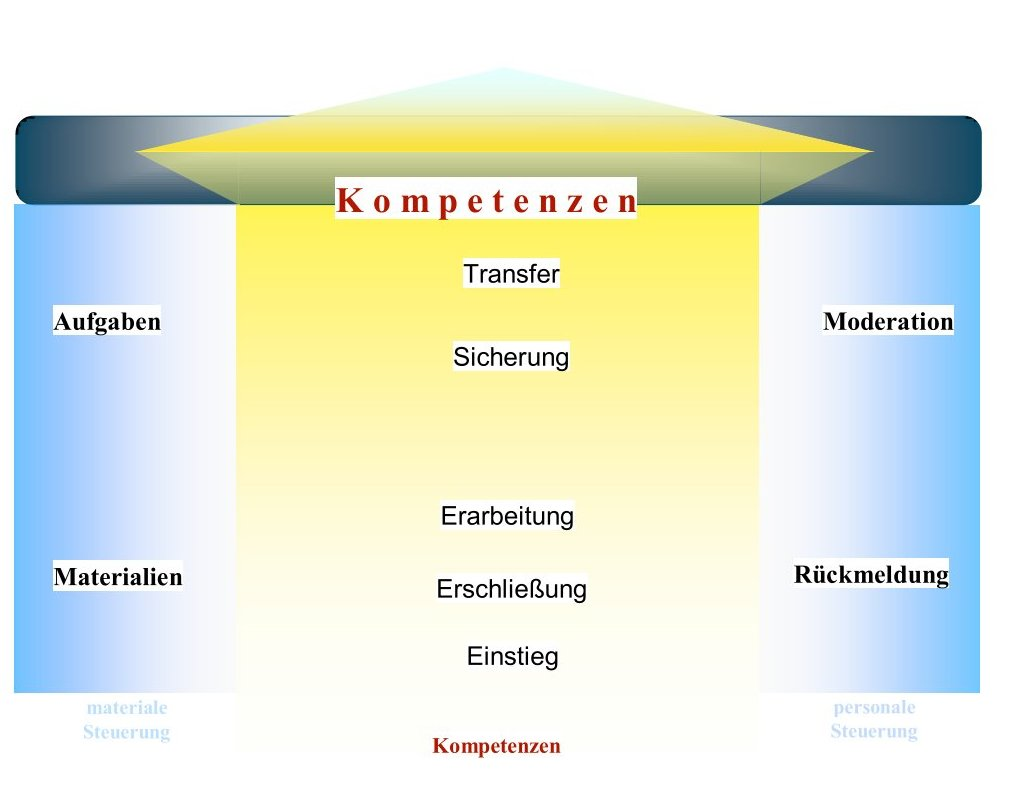 K o m p e t e n z e n
Transfer
Aufgaben
Moderation
Sicherung
Erarbeitung
Materialien
Rückmeldung
Erschließung
Einstieg
materiale
Steuerung
personale
Steuerung
Kompetenzen